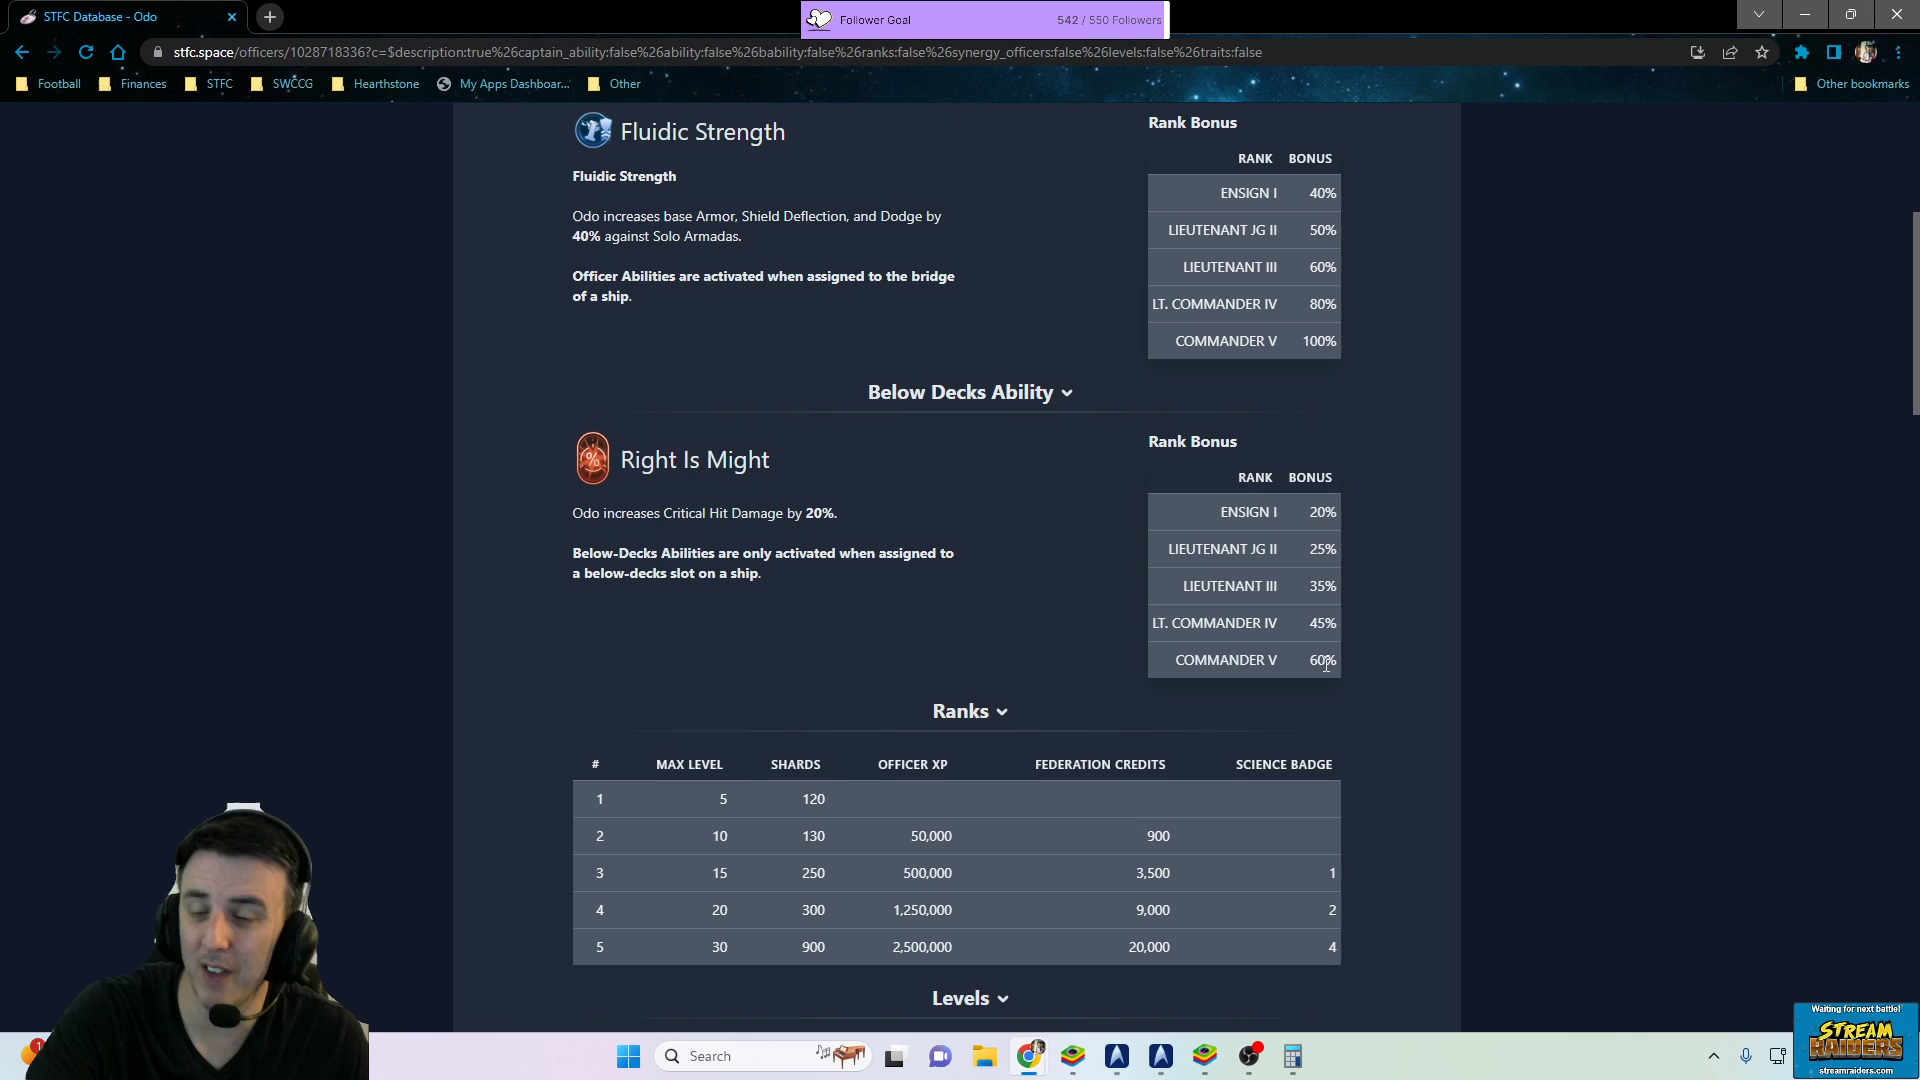 STFC Database - Odo
Follower Goal 542 / 550 Followers
stfc.space/officers/1028718336?c=$description:true%26captain_ability:false%26ability:false%26bability:false%26ranks:false%26synergy_officers:false%26levels:false%26traits:false
Football Finances STFC SWCCG Hearthstone My Apps Dashboar... Other Other bookmarks
Fluidic Strength
Fluidic Strength
Odo increases base Armor, Shield Deflection, and Dodge by
40% against Solo Armadas.
Officer Abilities are activated when assigned to the bridge
of a ship.
Rank Bonus
RANK BONUS
ENSIGN I 40%
LIEUTENANT JG II 50%
LIEUTENANT III 60%
LT. COMMANDER IV 80%
COMMANDER V 100%
Below Decks Ability
%
Right Is Might
Odo increases Critical Hit Damage by 20%.
Below-Decks Abilities are only activated when assigned to
a below-decks slot on a ship.
Rank Bonus
RANK BONUS
ENSIGN I 20%
LIEUTENANT JG II 25%
LIEUTENANT III 35%
LT. COMMANDER IV 45%
COMMANDER V 60%
Ranks
# MAX LEVEL SHARDS OFFICER XP FEDERATION CREDITS SCIENCE BADGE
1 5 120
2 10 130 50,000 900
3 15 250 500,000 3,500 1
4 20 300 1,250,000 9,000 2
5 30 900 2,500,000 20,000 4
Levels
1
Search
Waiting for next battle!
STREAM
RAIDERS
streamraiders.com